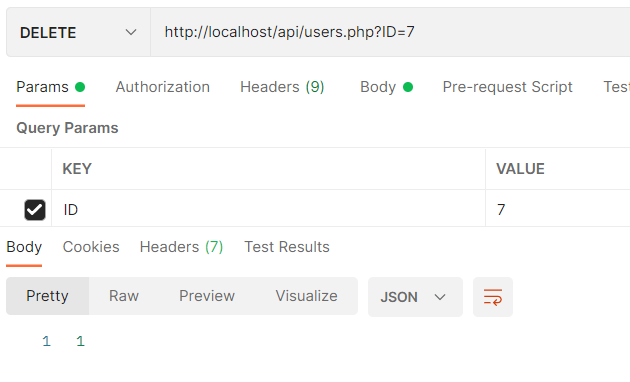 DELETE http://localhost/api/users.php?ID=7
Params Authorization Headers (9) Body Pre-request Script Test
Query Params
KEY VALUE
ID 7
Body Cookies Headers (7) Test Results
Pretty Raw Preview Visualize JSON
1 1